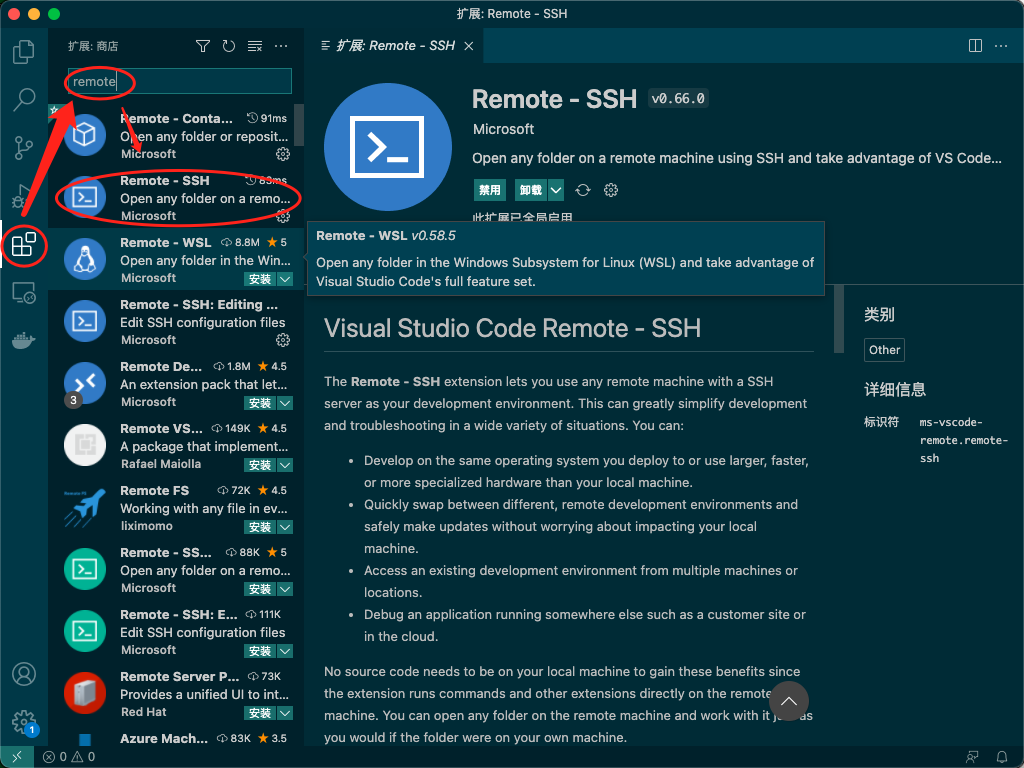 扩展: Remote - SSH
扩展: 商店
remote
Remote - Conta... 91ms
Open any folder or reposit...
Microsoft
Remote - SSH 83ms
Open any folder on a remo...
Microsoft
Remote - WSL 8.8M 5
Open any folder in the Win...
Microsoft 安装
Remote - SSH: Editing ...
Edit SSH configuration files
Microsoft
Remote De... 1.8M 4.5
An extension pack that let...
3
Microsoft 安装
Remote VS... 149K 4.5
A package that implement...
Rafael Maiolla 安装
Remote FS 72K 4.5
Working with any file in ev...
liximomo 安装
Remote - SS... 88K 5
Open any folder on a remo...
Microsoft 安装
Remote - SSH: E... 111K
Edit SSH configuration files
Microsoft 安装
Remote Server P... 73K
Provides a unified UI to int...
Red Hat 安装
Azure Mach... 83K 3.5
1
0 0
扩展: Remote - SSH
Remote - SSH v0.66.0
Microsoft
Open any folder on a remote machine using SSH and take advantage of VS Code...
禁用 卸载
此扩展已全局启用
Remote - WSL v0.58.5
Open any folder in the Windows Subsystem for Linux (WSL) and take advantage of
Visual Studio Code's full feature set.
Visual Studio Code Remote - SSH
The Remote - SSH extension lets you use any remote machine with a SSH
server as your development environment. This can greatly simplify development
and troubleshooting in a wide variety of situations. You can:
• Develop on the same operating system you deploy to or use larger, faster,
or more specialized hardware than your local machine.
• Quickly swap between different, remote development environments and
safely make updates without worrying about impacting your local
machine.
• Access an existing development environment from multiple machines or
locations.
• Debug an application running somewhere else such as a customer site or
in the cloud.
No source code needs to be on your local machine to gain these benefits since
the extension runs commands and other extensions directly on the remote
machine. You can open any folder on the remote machine and work with it just as
you would if the folder were on your own machine.
类别
Other
详细信息
标识符 ms-vscode-
remote.remote-
ssh